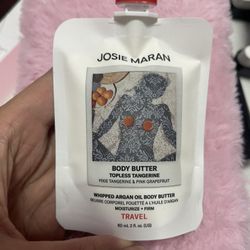 JOSIE MARAN
BODY BUTTER
TOPLESS TANGERINE
PIXIE TANGERINE & PINK GRAPEFRUIT
WHIPPED ARGAN OIL BODY BUTTER
BEURRE CORPOREL FOUETTÉ À L'HUILE D'ARGAN
MOISTURIZE + FIRM
TRAVEL
60 mL 2 fl. oz. (US)